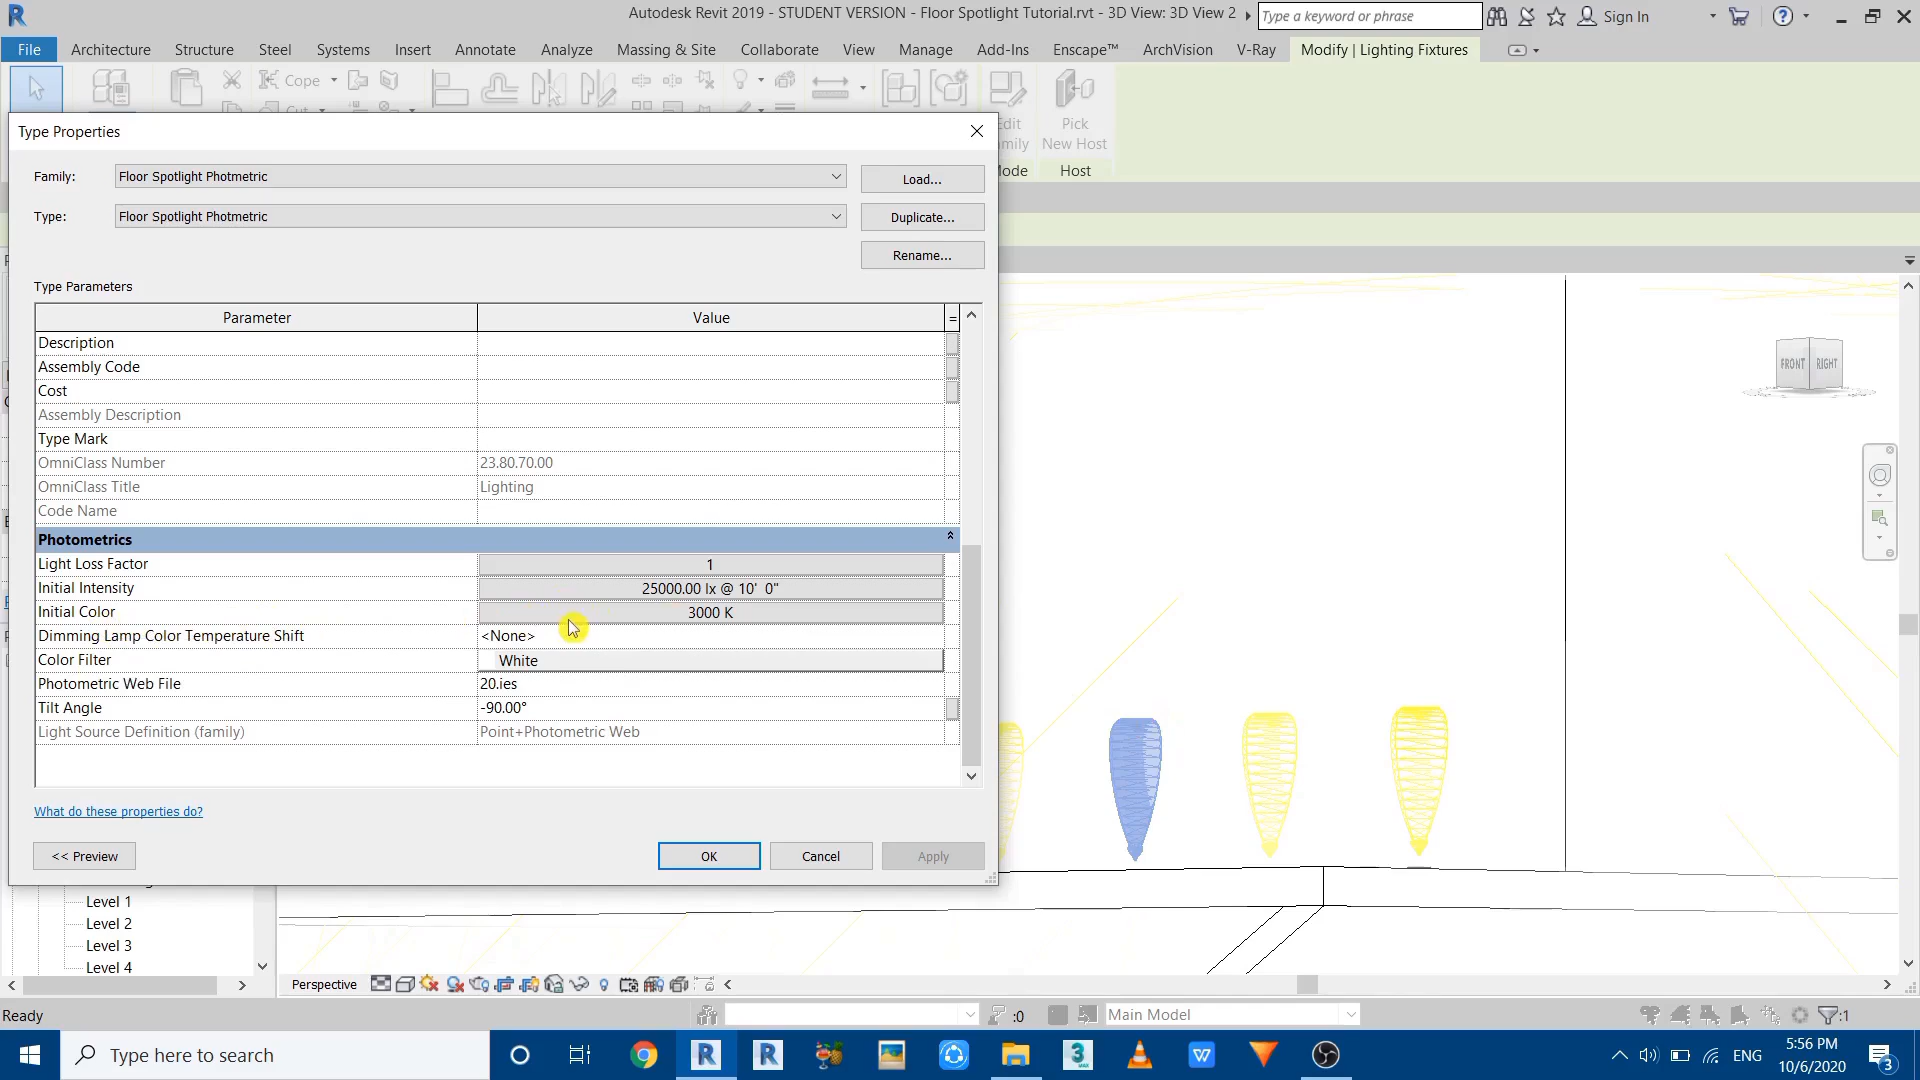 Autodesk Revit 2019 - STUDENT VERSION - Floor Spotlight Tutorial.rvt - 3D View: 3D View 2
Type a keyword or phrase
Sign In
File
Architecture
Structure
Steel
Systems
Insert
Annotate
Analyze
Massing & Site
Collaborate
View
Manage
Add-Ins
Enscape™
ArchVision
V-Ray
Modify | Lighting Fixtures
Cope
Pick
New Host
Host
Type Properties
Family:
Floor Spotlight Photmetric
Load...
Type:
Floor Spotlight Photmetric
Duplicate...
Rename...
Type Parameters
Parameter
Value
=
Description
Assembly Code
Cost
Assembly Description
Type Mark
OmniClass Number
23.80.70.00
OmniClass Title
Lighting
Code Name
Photometrics
Light Loss Factor
1
Initial Intensity
25000.00 lx @ 10'  0"
Initial Color
3000 K
Dimming Lamp Color Temperature Shift
<None>
Color Filter
White
Photometric Web File
20.ies
Tilt Angle
-90.00°
Light Source Definition (family)
Point+Photometric Web
What do these properties do?
<< Preview
OK
Cancel
Apply
FRONT
RIGHT
Level 1
Level 2
Level 3
Level 4
Perspective
Ready
:0
Main Model
:1
Type here to search
ENG
5:56 PM
10/6/2020
3